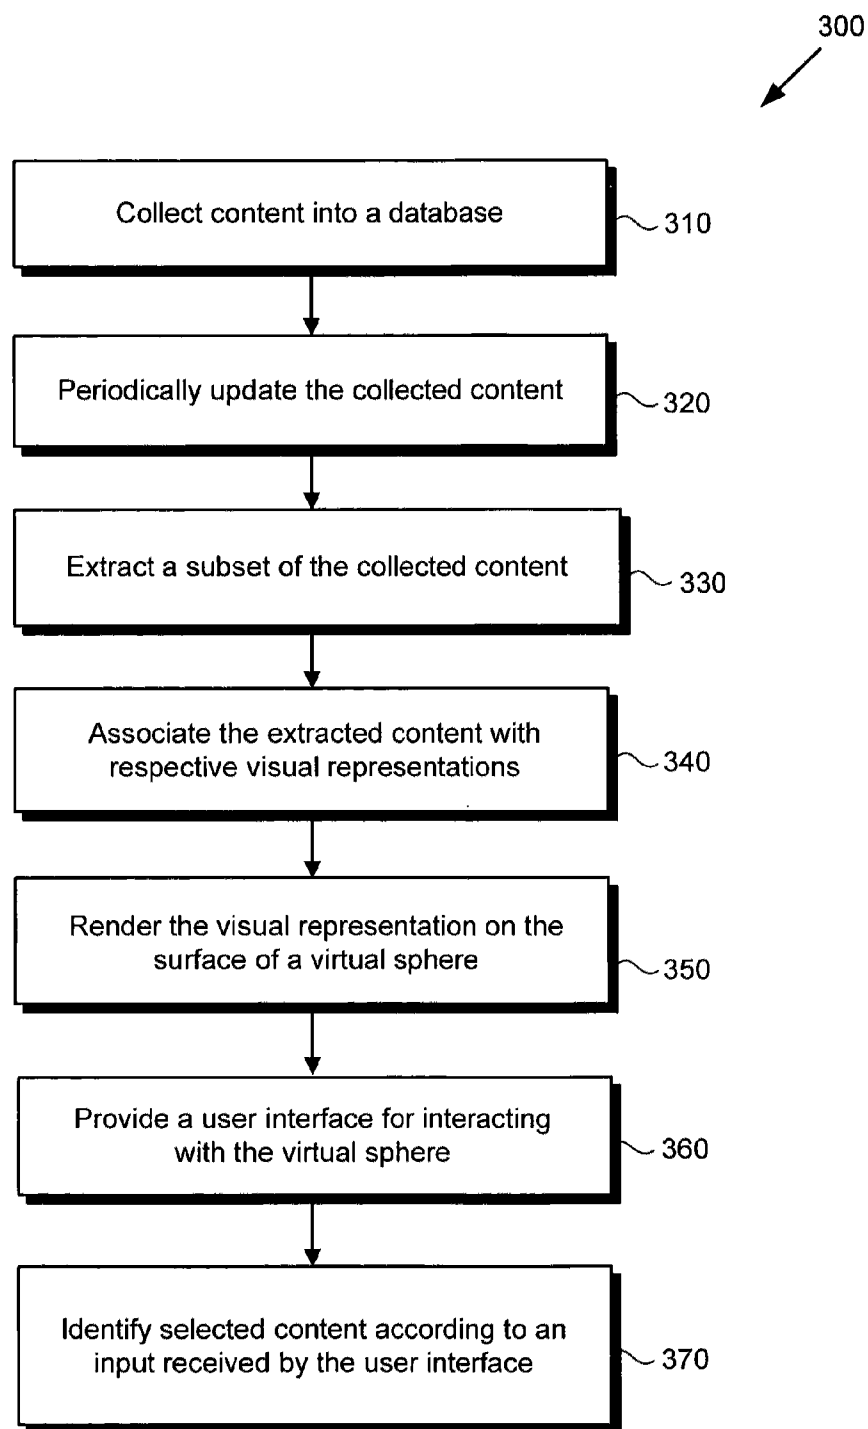 300
Collect content into a database
310
Periodically update the collected content
320
Extract a subset of the collected content
330
Associate the extracted content with
respective visual representations
340
Render the visual representation on the
surface of a virtual sphere
350
Provide a user interface for interacting
with the virtual sphere
360
Identify selected content according to an
input received by the user interface
370